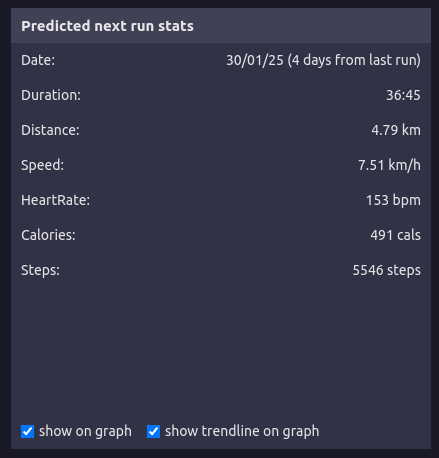 Predicted next run stats
Date: 30/01/25 (4 days from last run)
Duration: 36:45
Distance: 4.79 km
Speed: 7.51 km/h
HeartRate: 153 bpm
Calories: 491 cals
Steps: 5546 steps
show on graph show trendline on graph